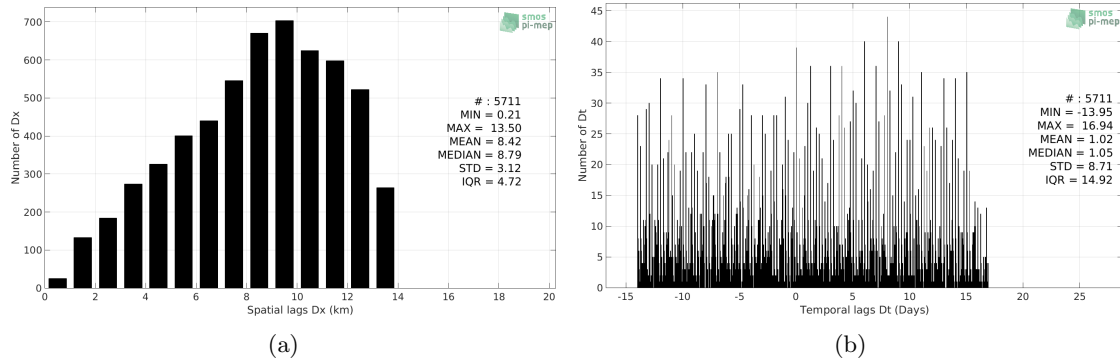 700
600
500
400
300
200
100
0
Number of Dx
0 2 4 6 8 10 12 14 16 18 20
Spatial lags Dx (km)
smos
pi-mep
# : 5711
MIN = 0.21
MAX = 13.50
MEAN = 8.42
MEDIAN = 8.79
STD = 3.12
IQR = 4.72
(a)
45
40
35
30
25
20
15
10
5
0
Number of Dt
-15 -10 -5 0 5 10 15 20 25
Temporal lags Dt (Days)
smos
pi-mep
# : 5711
MIN = -13.95
MAX = 16.94
MEAN = 1.02
MEDIAN = 1.05
STD = 8.71
IQR = 14.92
(b)